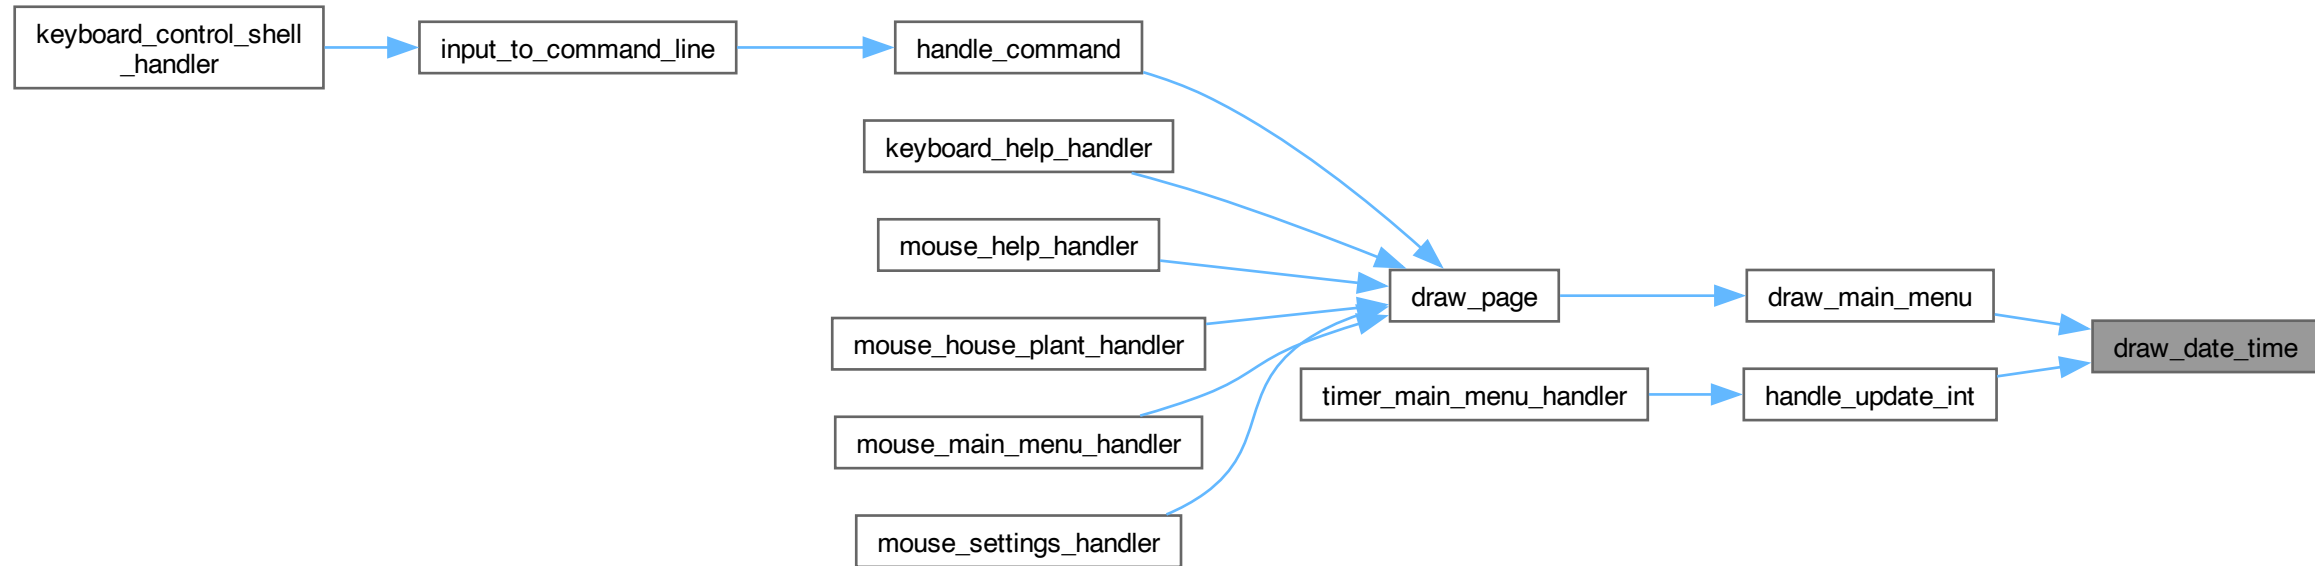 keyboard_control_shell
_handler
input_to_command_line
handle_command
keyboard_help_handler
mouse_help_handler
draw_page
draw_main_menu
mouse_house_plant_handler
draw_date_time
timer_main_menu_handler
handle_update_int
mouse_main_menu_handler
mouse_settings_handler